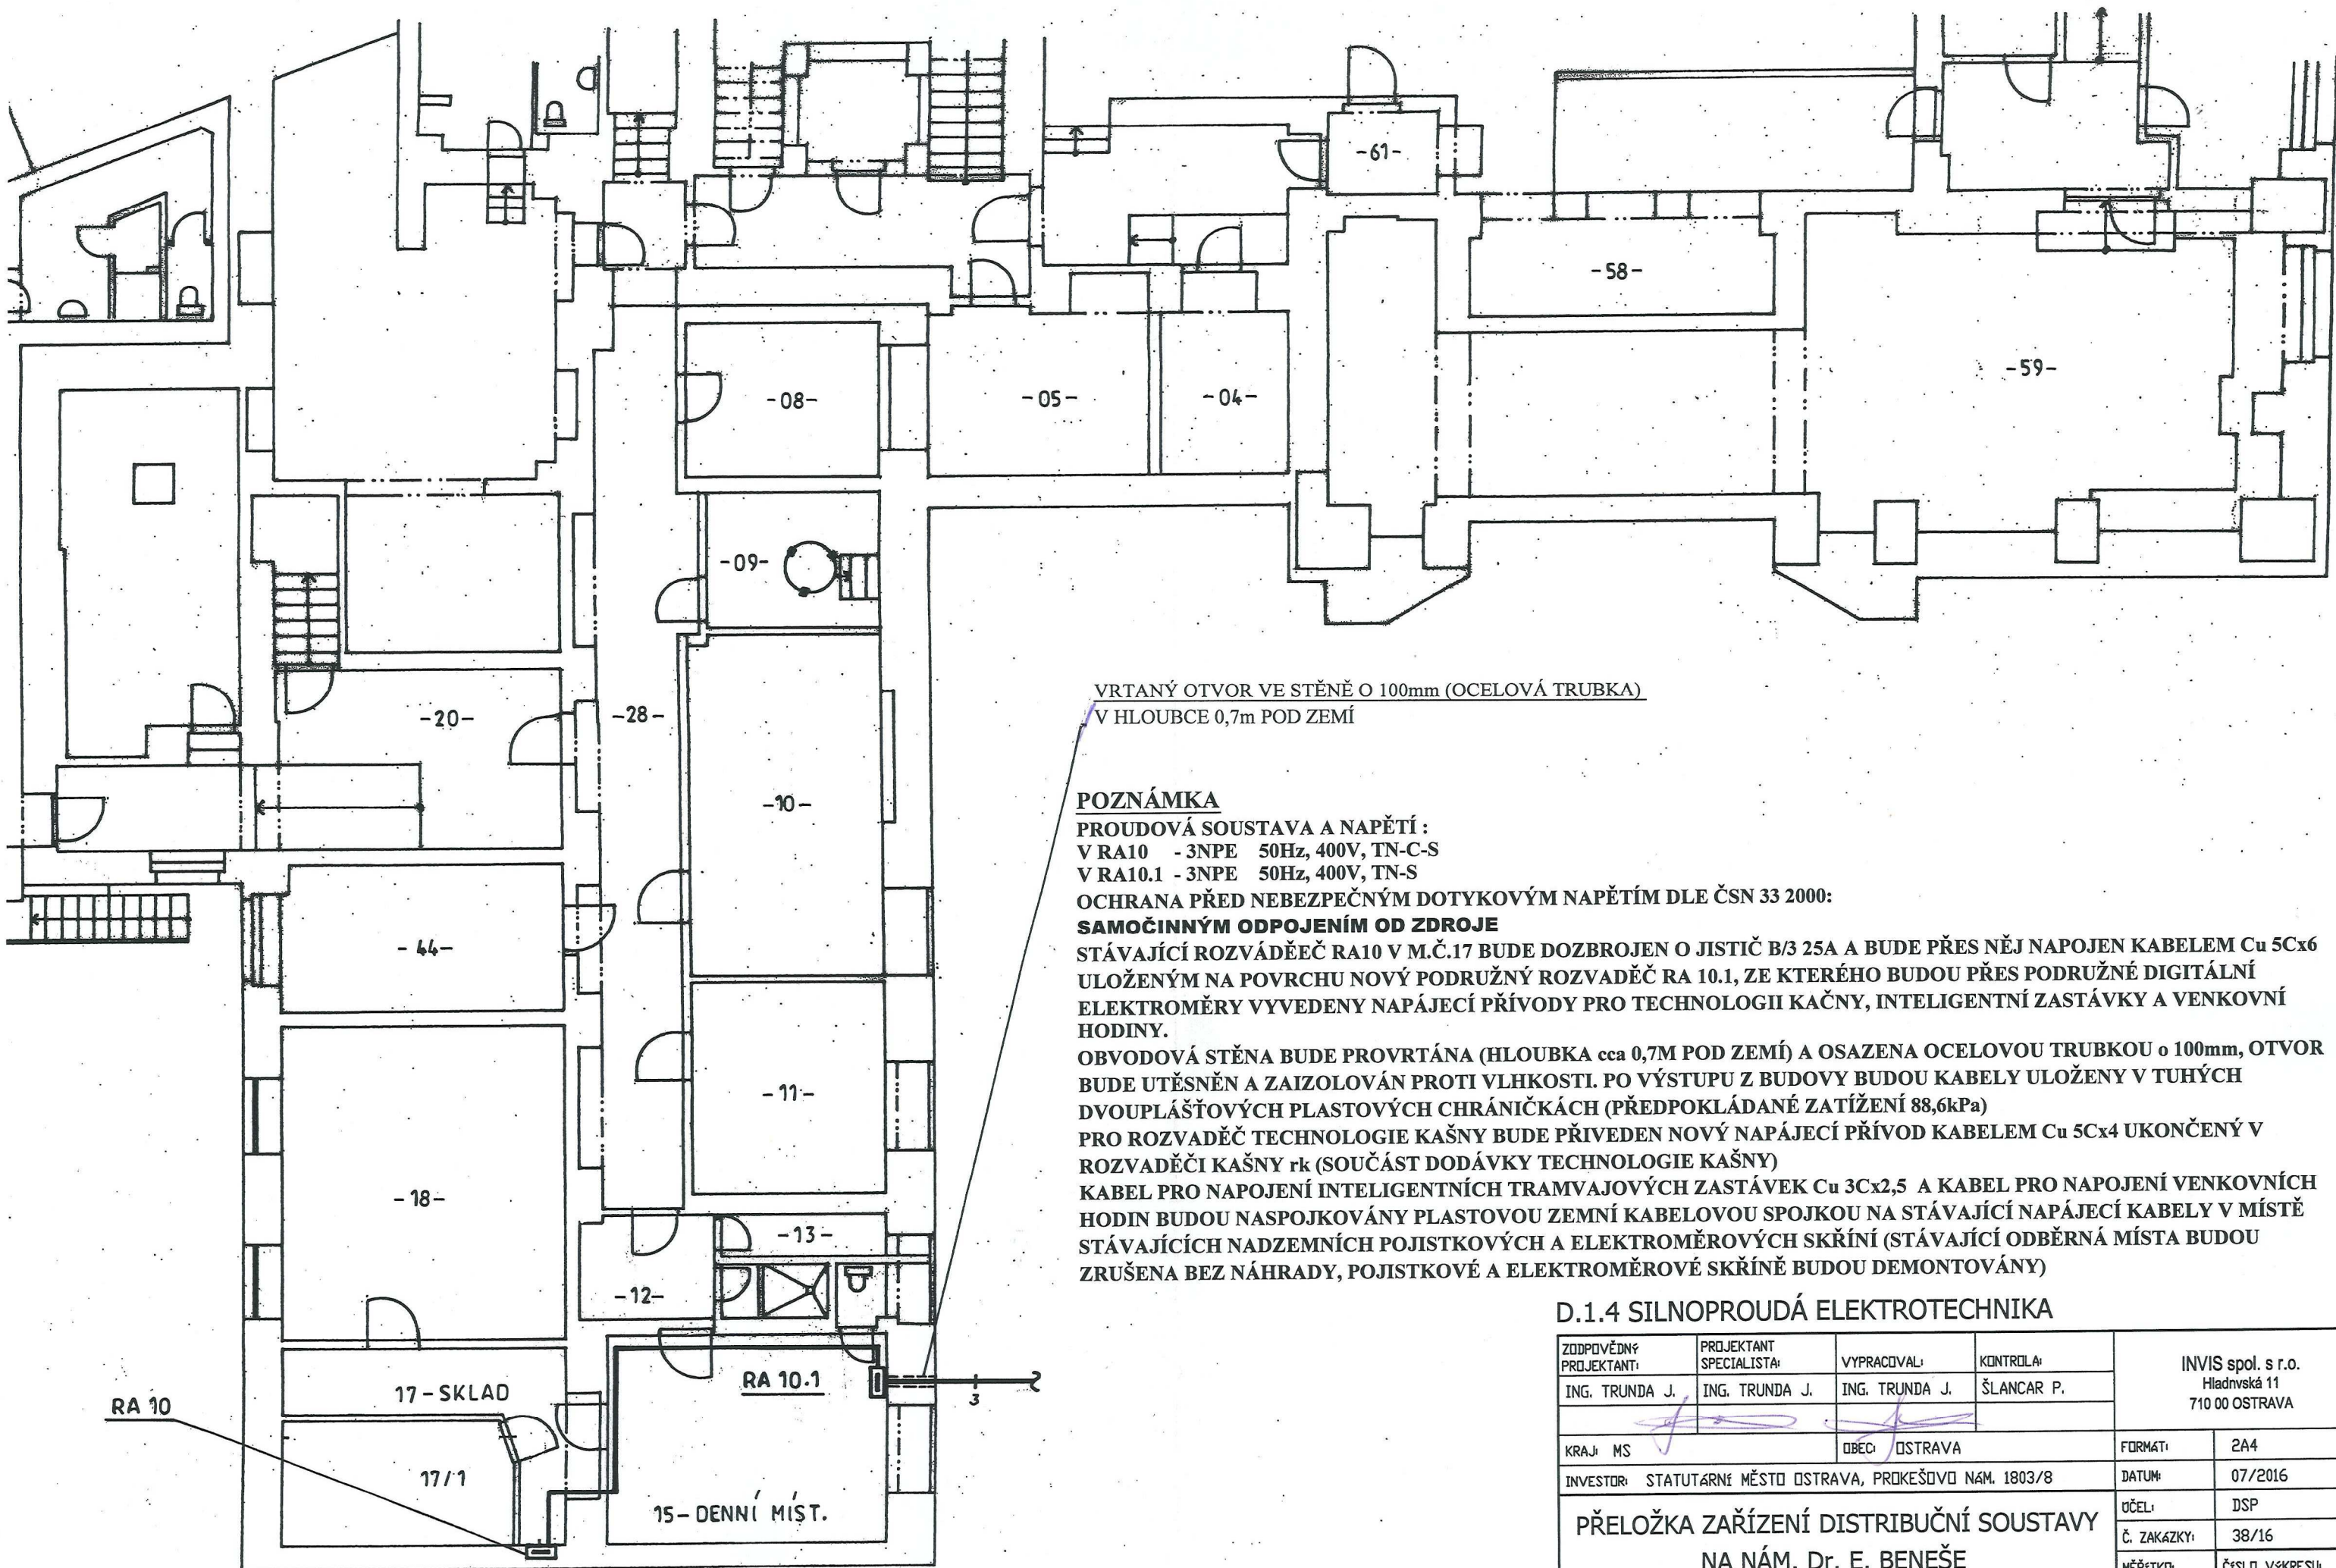 -61-
-58-
-59-
-08-
-05-
-04-
-09-
-20-
-28-
-10-
-44-
-11-
-18-
-13-
-12-
RA 10
17-SKLAD
17/1
RA 10.1
3
15-DENNÍ MÍST.
VRTANÝ OTVOR VE STĚNĚ O 100mm (OCELOVÁ TRUBKA)
V HLOUBCE 0,7m POD ZEMÍ
POZNÁMKA
PROUDOVÁ SOUSTAVA A NAPĚTÍ :
V RA10 - 3NPE 50Hz, 400V, TN-C-S
V RA10.1 - 3NPE 50Hz, 400V, TN-S
OCHRANA PŘED NEBEZPEČNÝM DOTYKOVÝM NAPĚTÍM DLE ČSN 33 2000:
SAMOČINNÝM ODPOJENÍM OD ZDROJE
STÁVAJÍCÍ ROZVÁDĚEČ RA10 V M.Č.17 BUDE DOZBROJEN O JISTIČ B/3 25A A BUDE PŘES NĚJ NAPOJEN KABELEM Cu 5Cx6
ULOŽENÝM NA POVRCHU NOVÝ PODRUŽNÝ ROZVADĚČ RA 10.1, ZE KTERÉHO BUDOU PŘES PODRUŽNÉ DIGITÁLNÍ
ELEKTROMĚRY VYVEDENY NAPÁJECÍ PŘÍVODY PRO TECHNOLOGII KAČNY, INTELIGENTNÍ ZASTÁVKY A VENKOVNÍ
HODINY.
OBVODOVÁ STĚNA BUDE PROVRTÁNA (HLOUBKA cca 0,7M POD ZEMÍ) A OSAZENA OCELOVOU TRUBKOU o 100mm, OTVOR
BUDE UTĚSNĚN A ZAIZOLOVÁN PROTI VLHKOSTI. PO VÝSTUPU Z BUDOVY BUDOU KABELY ULOŽENY V TUHÝCH
DVOUPLÁŠŤOVÝCH PLASTOVÝCH CHRÁNIČKÁCH (PŘEDPOKLÁDANÉ ZATÍŽENÍ 88,6kPa)
PRO ROZVADĚČ TECHNOLOGIE KAŠNY BUDE PŘIVEDEN NOVÝ NAPÁJECÍ PŘÍVOD KABELEM Cu 5Cx4 UKONČENÝ V
ROZVADĚČI KAŠNY rk (SOUČÁST DODÁVKY TECHNOLOGIE KAŠNY)
KABEL PRO NAPOJENÍ INTELIGENTNÍCH TRAMVAJOVÝCH ZASTÁVEK Cu 3Cx2,5 A KABEL PRO NAPOJENÍ VENKOVNÍCH
HODIN BUDOU NASPOJKOVÁNY PLASTOVOU ZEMNÍ KABELOVOU SPOJKOU NA STÁVAJÍCÍ NAPÁJECÍ KABELY V MÍSTĚ
STÁVAJÍCÍCH NADZEMNÍCH POJISTKOVÝCH A ELEKTROMĚROVÝCH SKŘÍNÍ (STÁVAJÍCÍ ODBĚRNÁ MÍSTA BUDOU
ZRUŠENA BEZ NÁHRADY, POJISTKOVÉ A ELEKTROMĚROVÉ SKŘÍNĚ BUDOU DEMONTOVÁNY)
D.1.4 SILNOPROUDÁ ELEKTROTECHNIKA
ZODPOVĚDNÝ PROJEKTANT:
PROJEKTANT SPECIALISTA:
VYPRACOVAL:
KONTROLA:
ING. TRUNDA J. ING. TRUNDA J. ING. TRUNDA J. ŠLANCAR P.
INVIS spol. s r.o.
Hladnvská 11
710 00 OSTRAVA
KRAJ: MS OBEC: OSTRAVA
FORMÁT: 2A4
INVESTOR: STATUTÁRNÍ MĚSTO OSTRAVA, PROKEŠOVO NÁM. 1803/8
DATUM: 07/2016
PŘELOŽKA ZAŘÍZENÍ DISTRIBUČNÍ SOUSTAVY
NA NÁM. Dr. E. BENEŠE
ÚČEL: DSP
Č. ZAKÁZKY: 38/16
MĚŘÍTKO: ČÍSLO VÝKRESU: